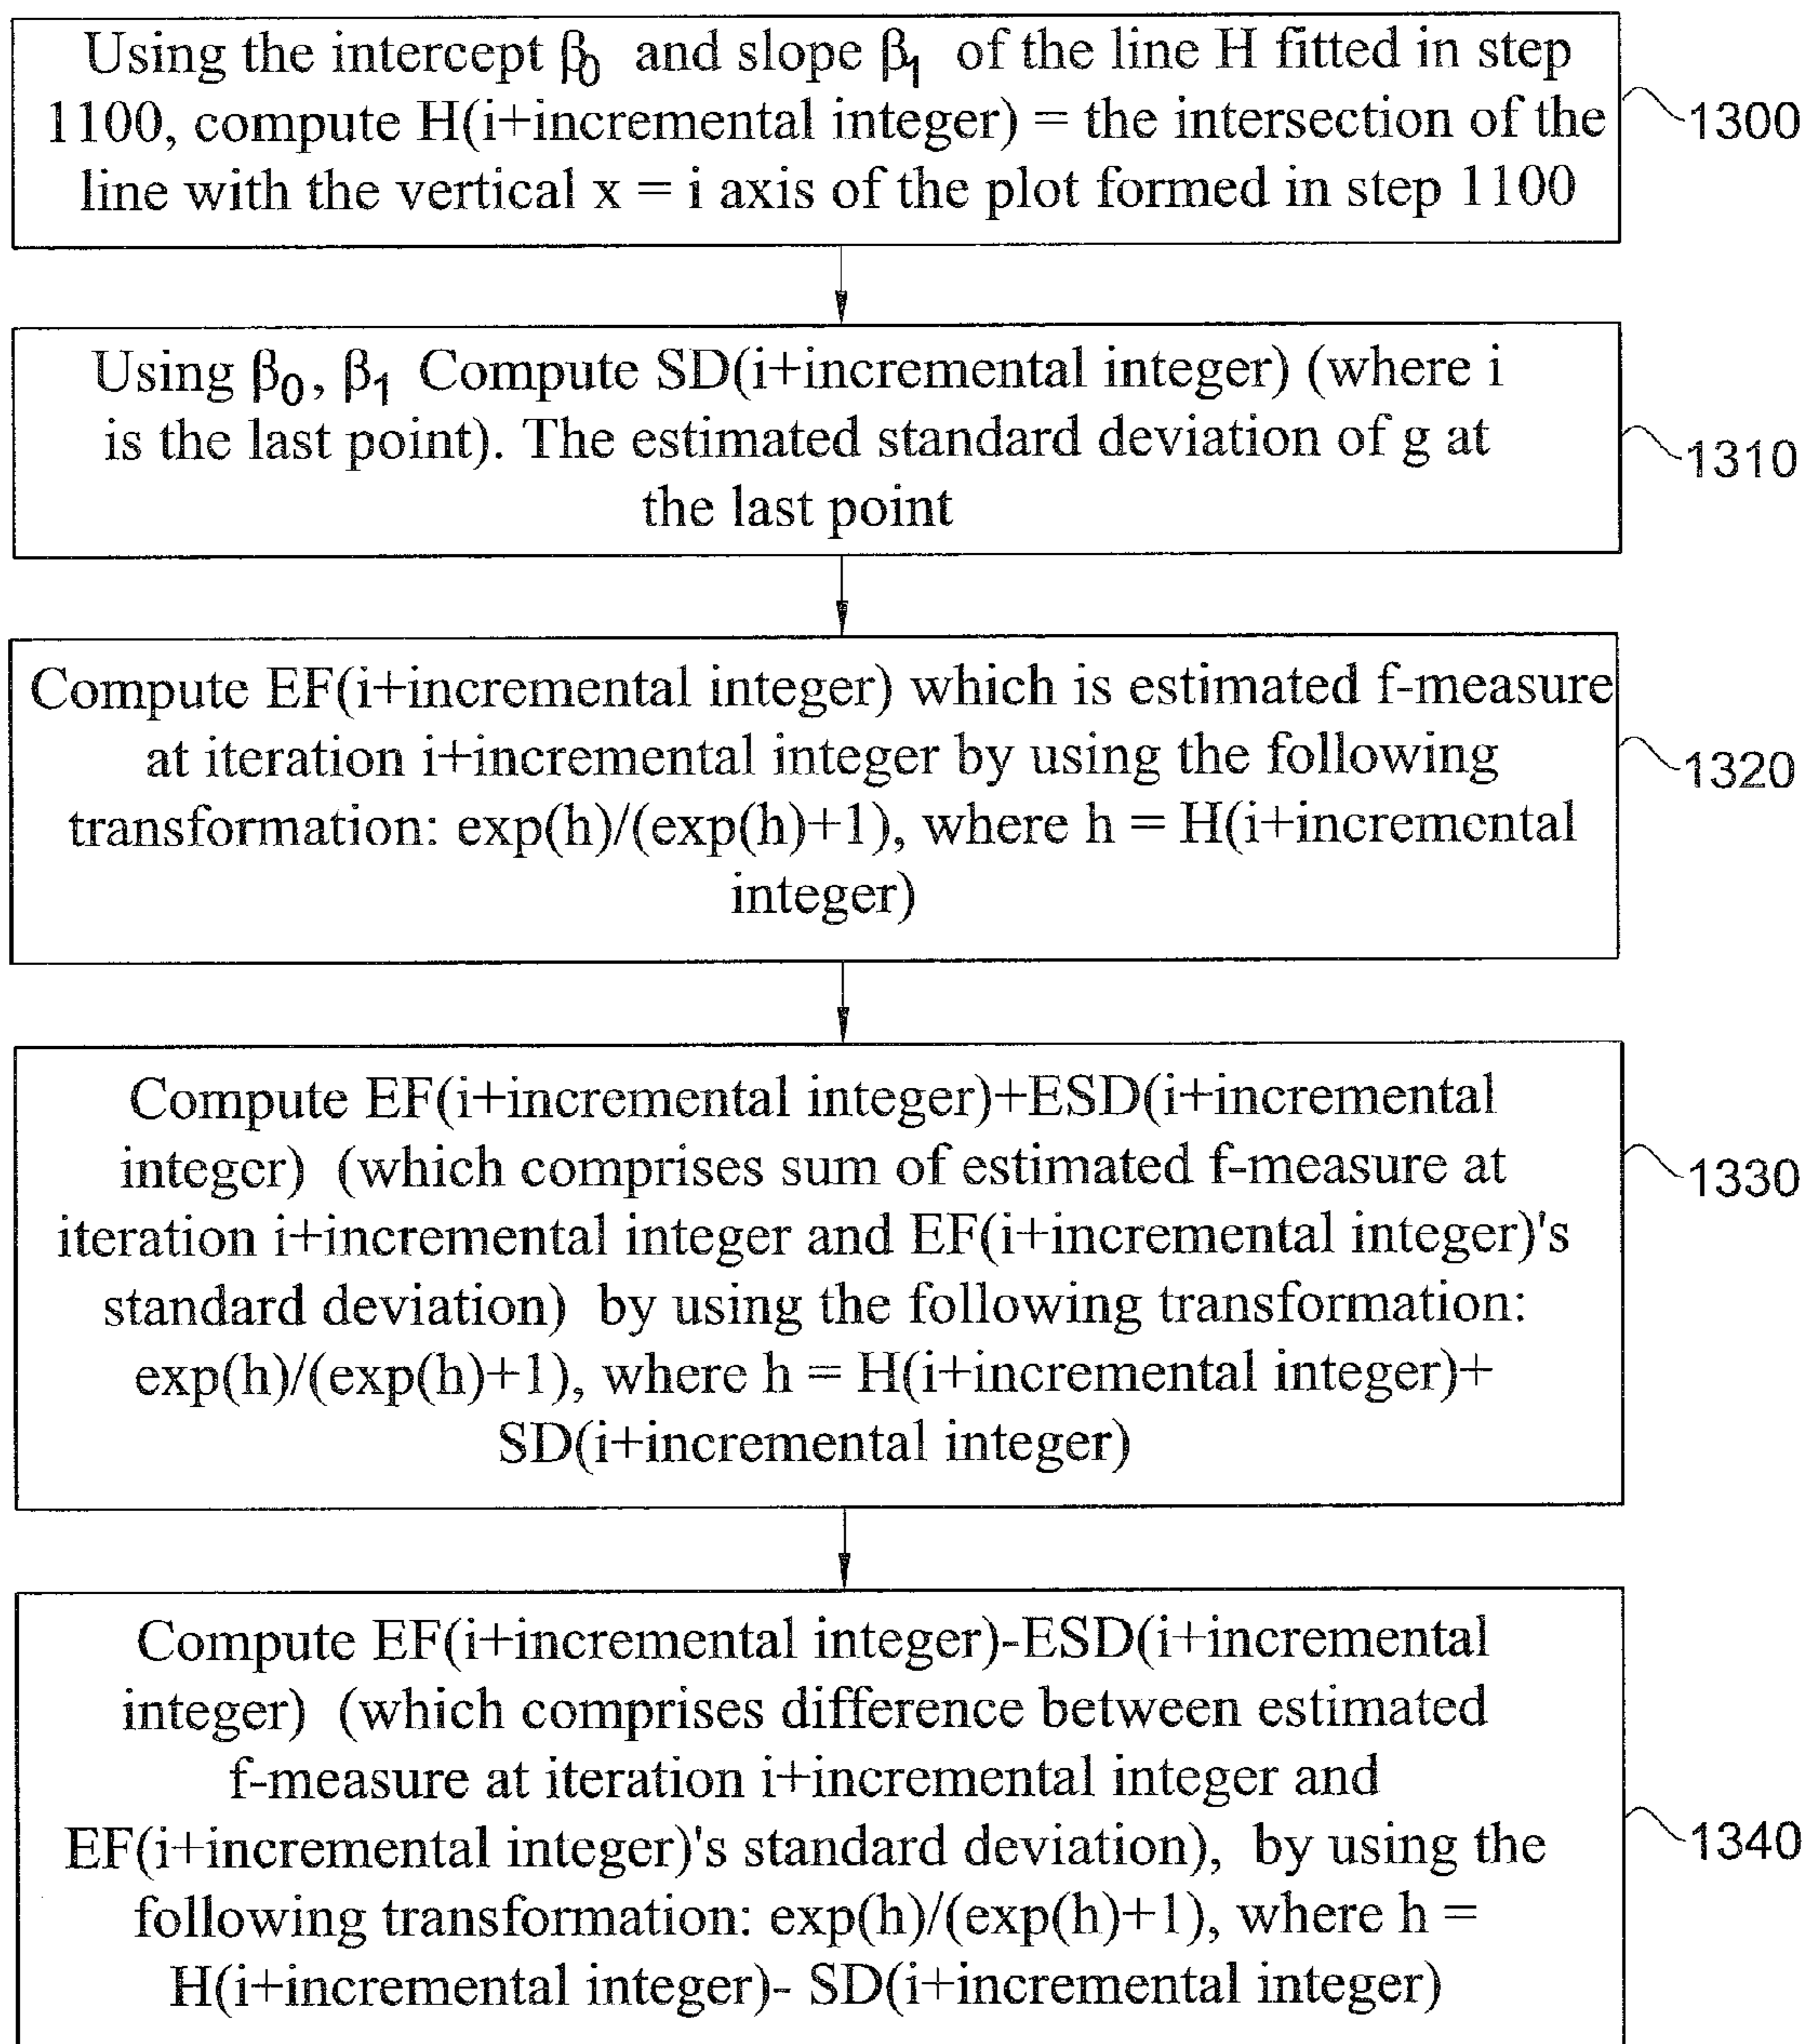 Using the intercept β0 and slope β1 of the line H fitted in step
1100, compute H(i+incremental integer) = the intersection of the
line with the vertical x = i axis of the plot formed in step 1100
1300
Using β0, β1 Compute SD(i+incremental integer) (where i
is the last point). The estimated standard deviation of g at
the last point
1310
Compute EF(i+incremental integer) which is estimated f-measure
at iteration i+incremental integer by using the following
transformation: exp(h)/(exp(h)+1), where h = H(i+incremental
integer)
1320
Compute EF(i+incremental integer)+ESD(i+incremental
integer) (which comprises sum of estimated f-measure at
iteration i+incremental integer and EF(i+incremental integer)'s
standard deviation) by using the following transformation:
exp(h)/(exp(h)+1), where h = H(i+incremental integer)+
SD(i+incremental integer)
1330
Compute EF(i+incremental integer)-ESD(i+incremental
integer) (which comprises difference between estimated
f-measure at iteration i+incremental integer and
EF(i+incremental integer)'s standard deviation), by using the
following transformation: exp(h)/(exp(h)+1), where h =
H(i+incremental integer)- SD(i+incremental integer)
1340